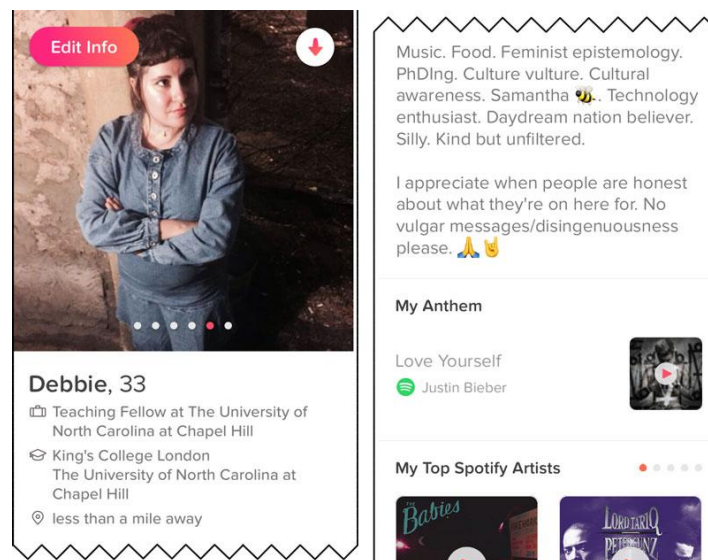 Edit Info
Debbie, 33
Teaching Fellow at The University of
North Carolina at Chapel Hill
King's College London
The University of North Carolina at
Chapel Hill
less than a mile away
Music. Food. Feminist epistemology.
PhDIng. Culture vulture. Cultural
awareness. Samantha 🐝. Technology
enthusiast. Daydream nation believer.
Silly. Kind but unfiltered.
I appreciate when people are honest
about what they're on here for. No
vulgar messages/disingenuousness
please. 🙏🤘
My Anthem
Love Yourself
Justin Bieber
My Top Spotify Artists
The
Babies
LORD TARIQ
PETER GUNZ